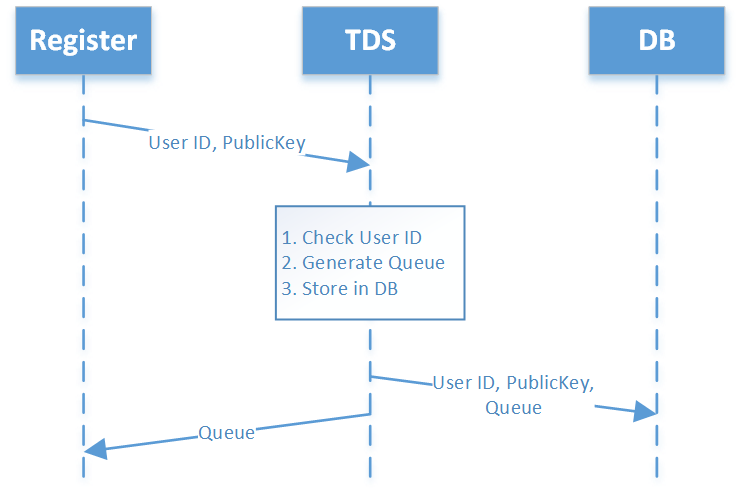 Register
TDS
DB
User ID, PublicKey
1. Check User ID
2. Generate Queue
3. Store in DB
User ID, PublicKey,
Queue
Queue